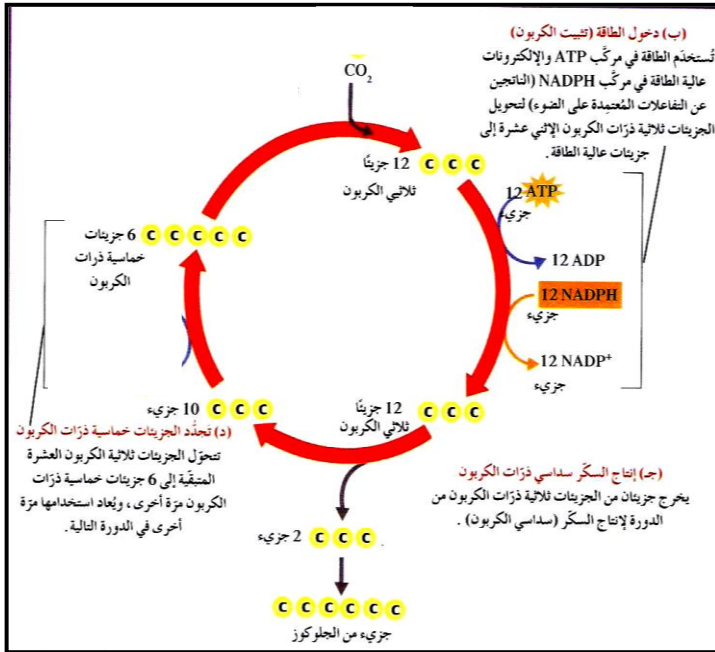 (ب) دخول الطاقة (تثبيت الكربون)
تُستخدَم الطاقة في مركَّب ATP والإلكترونات
عالية الطاقة في مركَّب NADPH (الناتجين
عن التفاعلات المُعتمِدة على الضوء) لتحويل
الجزيئات ثلاثية ذرّات الكربون الإثني عشرة إلى
جزيئات عالية الطاقة.
CO2
C C C 12 جزيئًا
ثلاثي الكربون
12 ATP
جزيء
12 ADP
12 NADPH
جزيء
12 NADP+
جزيء
C C C C C 6 جزيئات
خماسية ذرات
الكربون
C C C 12 جزيئًا
ثلاثي الكربون
C C C 10 جزيء
(جـ) إنتاج السكّر سداسي ذرّات الكربون
يخرج جزيئان من الجزيئات ثلاثية ذرّات الكربون من
الدورة لإنتاج السكّر (سداسي الكربون) .
(د) تجدُّد الجزيئات خماسية ذرّات الكربون
تتحوّل الجزيئات ثلاثية الكربون العشرة
المتبقّية إلى 6 جزيئات خماسية ذرّات
الكربون مرّة أخرى، ويُعاد استخدامها مرّة
أخرى في الدورة التالية.
C C C 2 جزيء
C C C C C C
جزيء من الجلوكوز